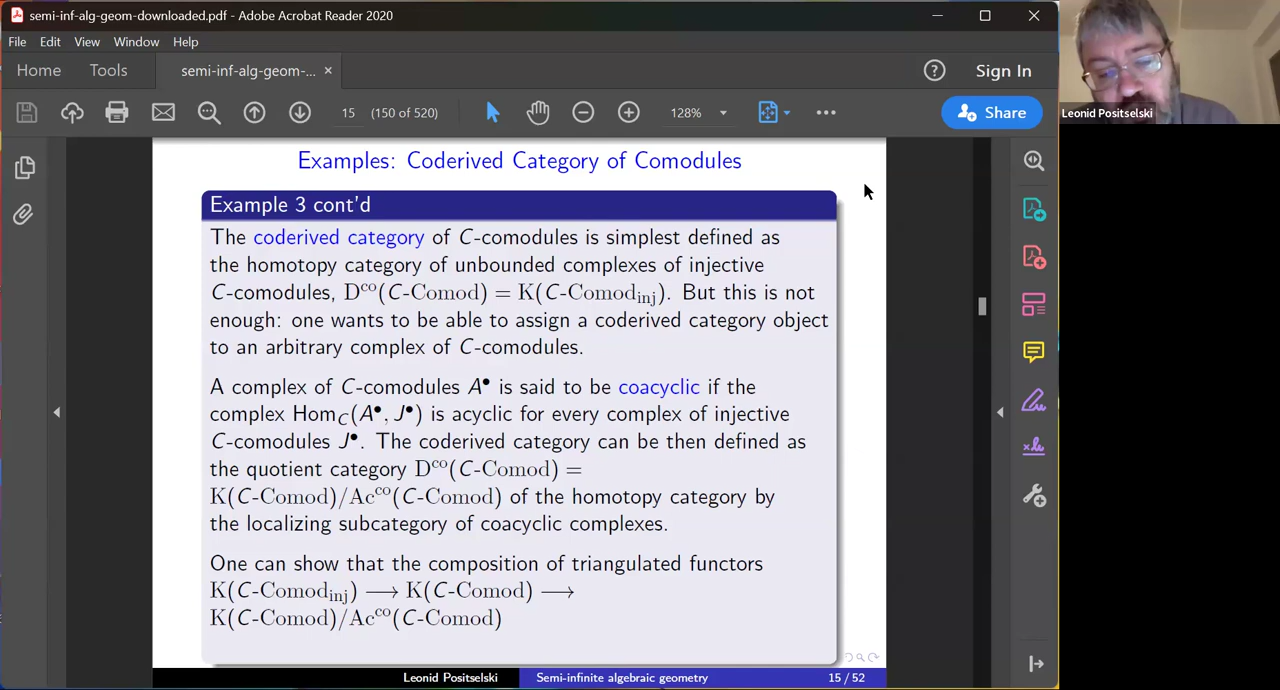 semi-inf-alg-geom-downloaded.pdf - Adobe Acrobat Reader 2020
File Edit View Window Help
Home Tools semi-inf-alg-geom-... × Sign In
15 (150 of 520) 128% Share
Leonid Positselski
Examples: Coderived Category of Comodules
Example 3 cont'd
The coderived category of C-comodules is simplest defined as
the homotopy category of unbounded complexes of injective
C-comodules, D^co(C-Comod) = K(C-Comod_inj). But this is not
enough: one wants to be able to assign a coderived category object
to an arbitrary complex of C-comodules.
A complex of C-comodules A^• is said to be coacyclic if the
complex Hom_C(A^•, J^•) is acyclic for every complex of injective
C-comodules J^•. The coderived category can be then defined as
the quotient category D^co(C-Comod) =
K(C-Comod)/Ac^co(C-Comod) of the homotopy category by
the localizing subcategory of coacyclic complexes.
One can show that the composition of triangulated functors
K(C-Comod_inj) ⟶ K(C-Comod) ⟶
K(C-Comod)/Ac^co(C-Comod)
Leonid Positselski Semi-infinite algebraic geometry 15 / 52